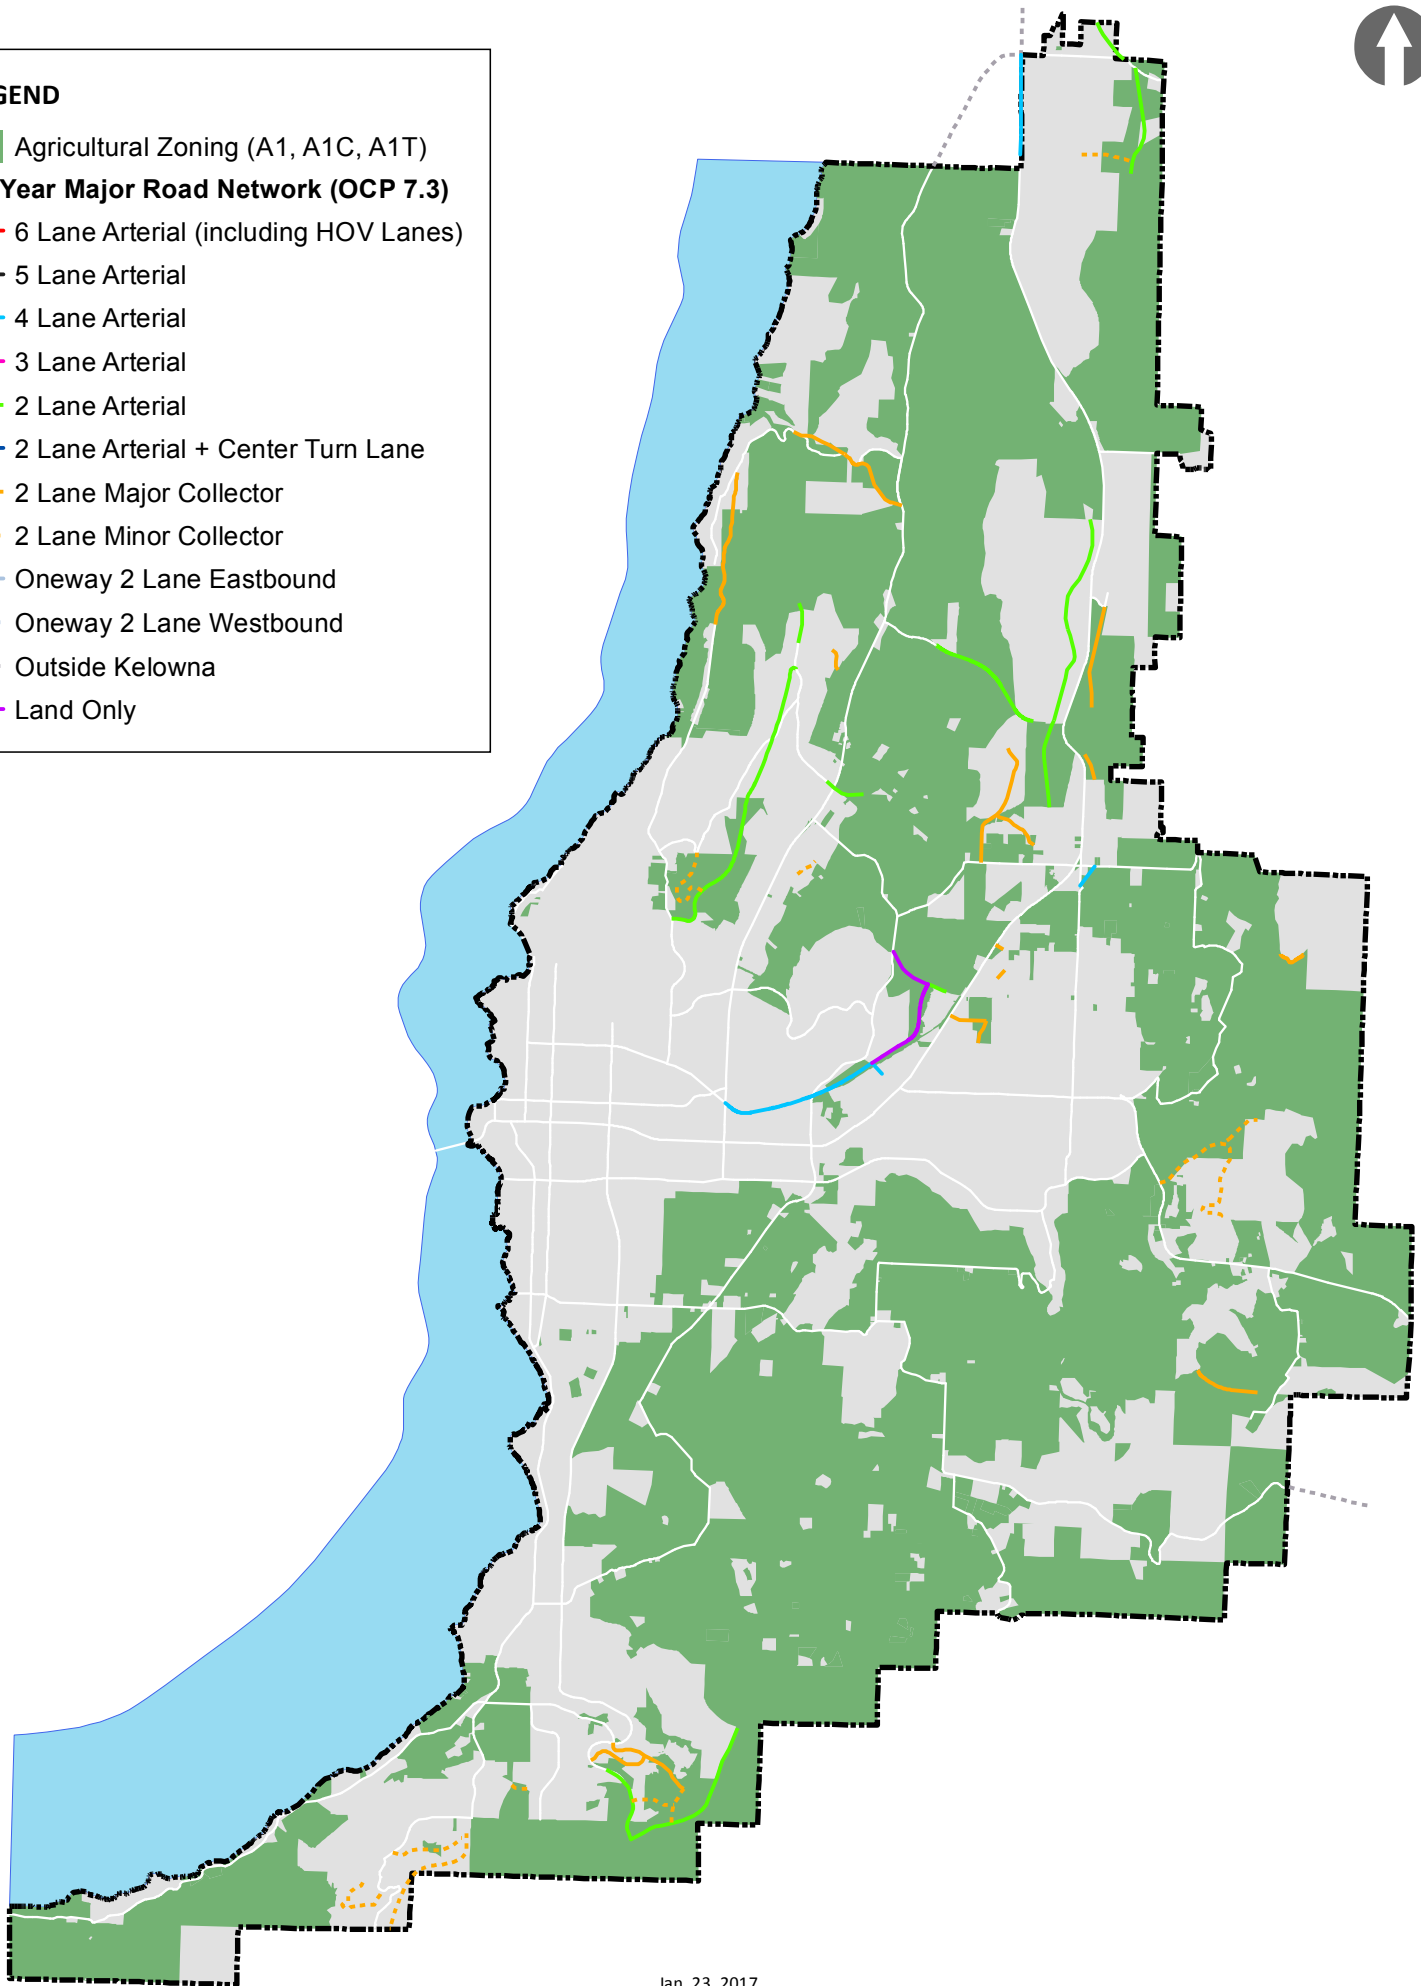 GEND
Agricultural Zoning (A1, A1C, A1T)
Year Major Road Network (OCP 7.3)
6 Lane Arterial (including HOV Lanes)
5 Lane Arterial
4 Lane Arterial
3 Lane Arterial
2 Lane Arterial
2 Lane Arterial + Center Turn Lane
2 Lane Major Collector
2 Lane Minor Collector
Oneway 2 Lane Eastbound
Oneway 2 Lane Westbound
Outside Kelowna
Land Only
Jan. 23, 2017